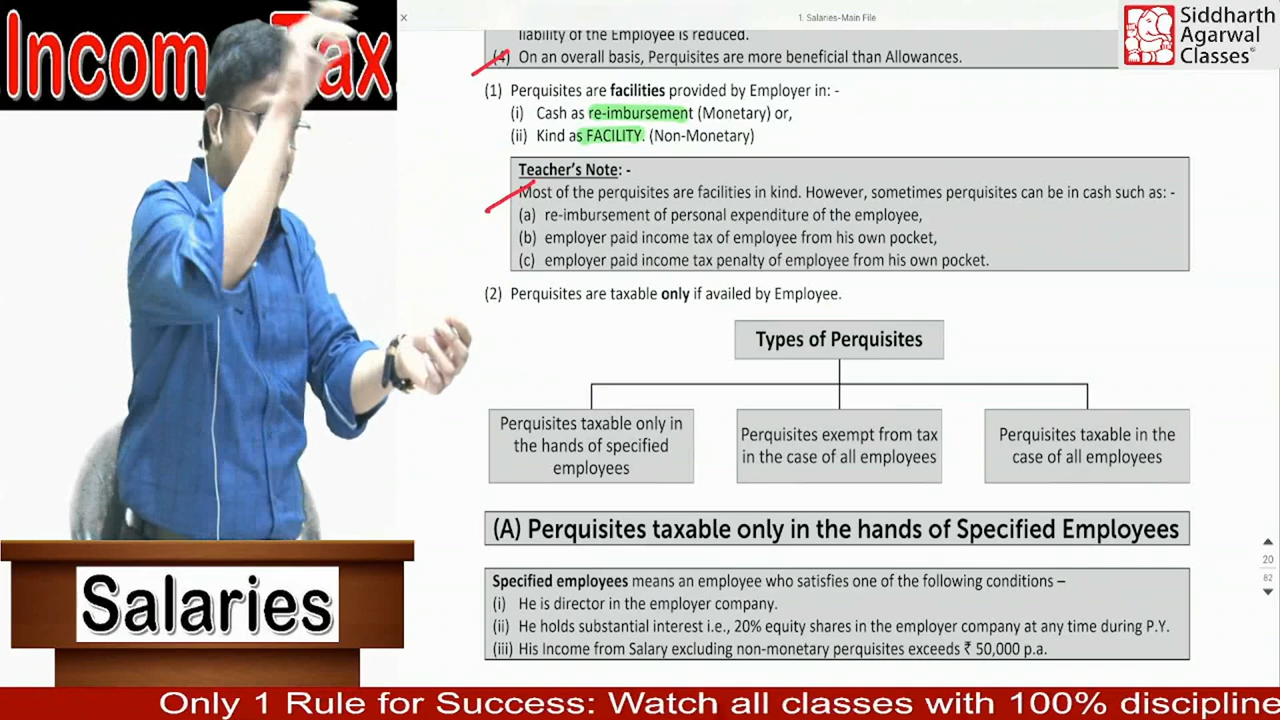 Incom Tax
1. Salaries-Main File
Siddharth
Agarwal
Classes
liability of the Employee is reduced.
(4) On an overall basis, Perquisites are more beneficial than Allowances.
(1) Perquisites are facilities provided by Employer in: -
(i) Cash as re-imbursement (Monetary) or,
(ii) Kind as FACILITY. (Non-Monetary)
Teacher's Note: -
Most of the perquisites are facilities in kind. However, sometimes perquisites can be in cash such as: -
(a) re-imbursement of personal expenditure of the employee,
(b) employer paid income tax of employee from his own pocket,
(c) employer paid income tax penalty of employee from his own pocket.
(2) Perquisites are taxable only if availed by Employee.
Types of Perquisites
Perquisites taxable only in
the hands of specified
employees
Perquisites exempt from tax
in the case of all employees
Perquisites taxable in the
case of all employees
(A) Perquisites taxable only in the hands of Specified Employees
Specified employees means an employee who satisfies one of the following conditions –
(i) He is director in the employer company.
(ii) He holds substantial interest i.e., 20% equity shares in the employer company at any time during P.Y.
(iii) His Income from Salary excluding non-monetary perquisites exceeds ₹ 50,000 p.a.
20
82
Salaries
Only 1 Rule for Success: Watch all classes with 100% discipline